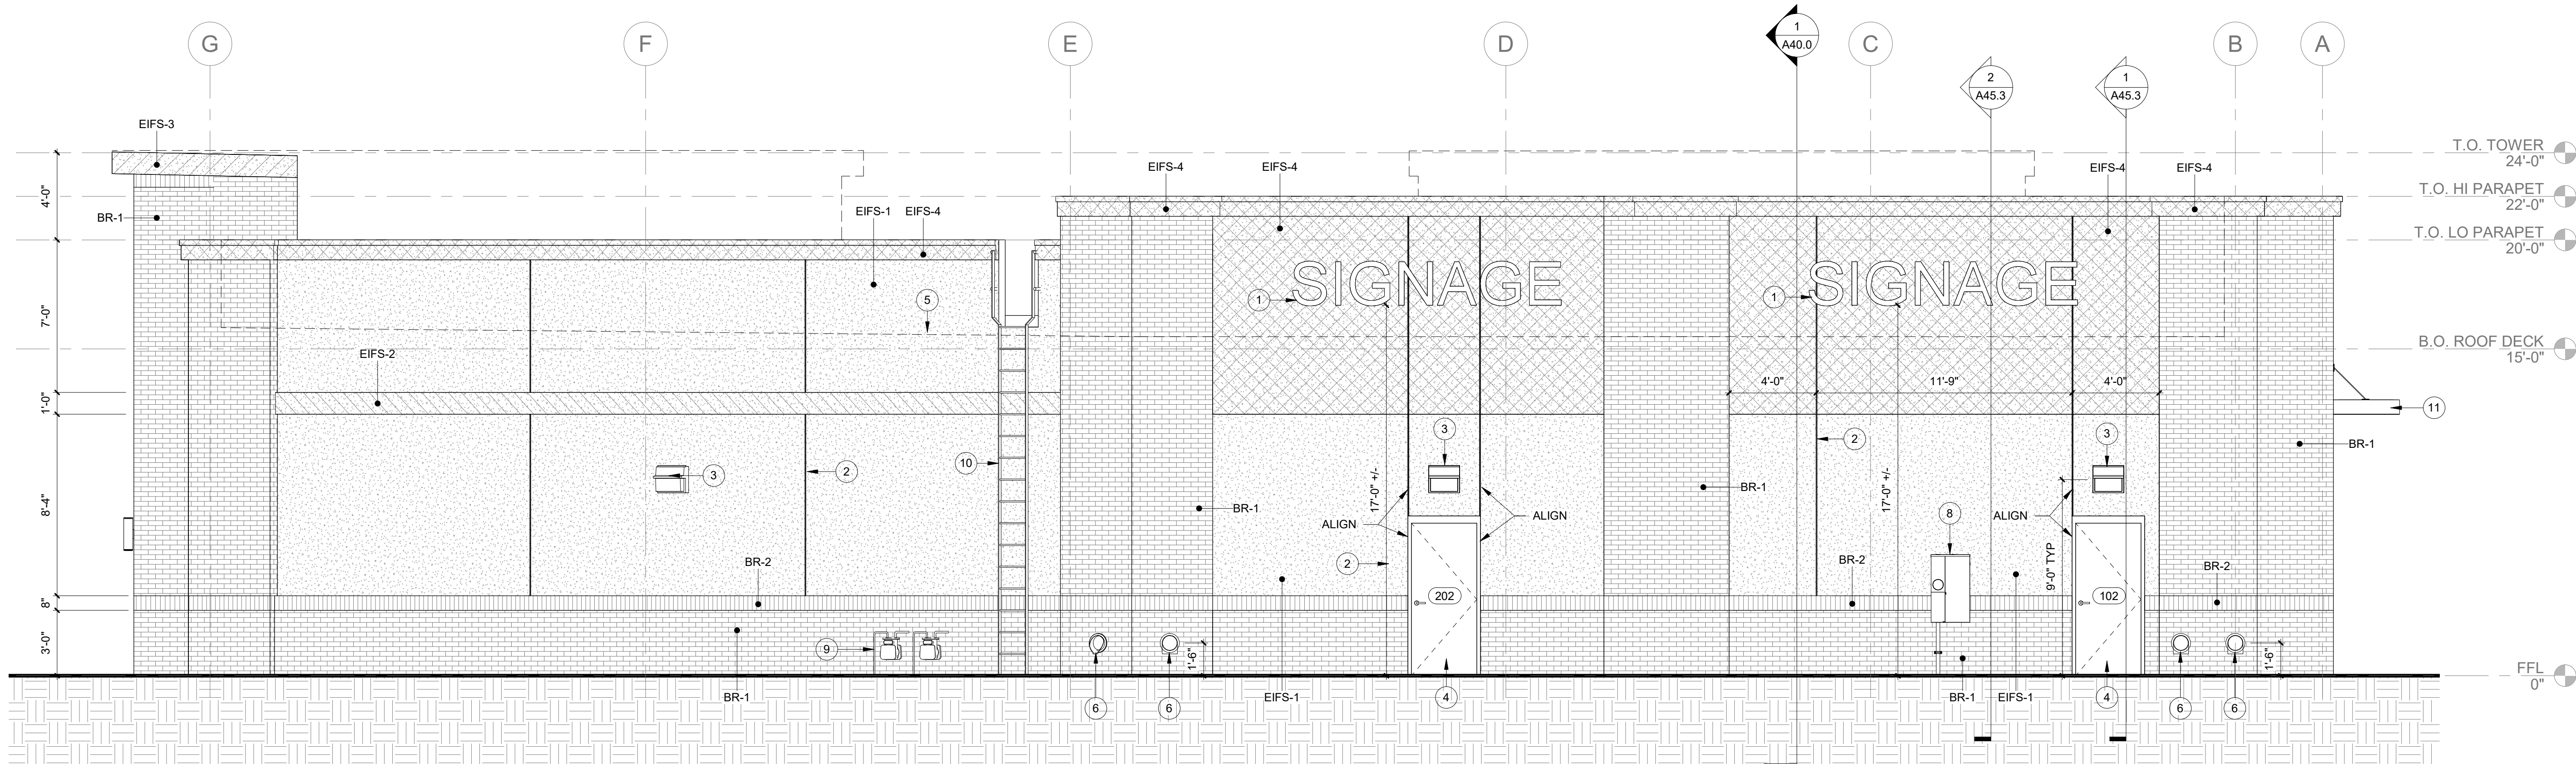 G
F
E
D
C
B
A
1
A40.0
2
A45.3
1
A45.3
EIFS-3
T.O. TOWER
24'-0"
EIFS-4
EIFS-4
EIFS-4
EIFS-4
4'-0"
T.O. HI PARAPET
22'-0"
BR-1
EIFS-1
EIFS-4
T.O. LO PARAPET
20'-0"
SIGNAGE
SIGNAGE
1
1
5
7'-0"
EIFS-2
B.O. ROOF DECK
15'-0"
4'-0"
11'-9"
4'-0"
1'-0"
11
3
3
2
BR-1
10
3
2
8'-4"
17'-0" +/-
17'-0" +/-
BR-1
BR-1
ALIGN
ALIGN
ALIGN
8
2
BR-2
BR-2
BR-2
9'-0" TYP
202
102
8"
3'-0"
9
1'-6"
1'-6"
FFL
0"
BR-1
6
6
EIFS-1
4
BR-1
EIFS-1
4
6
6